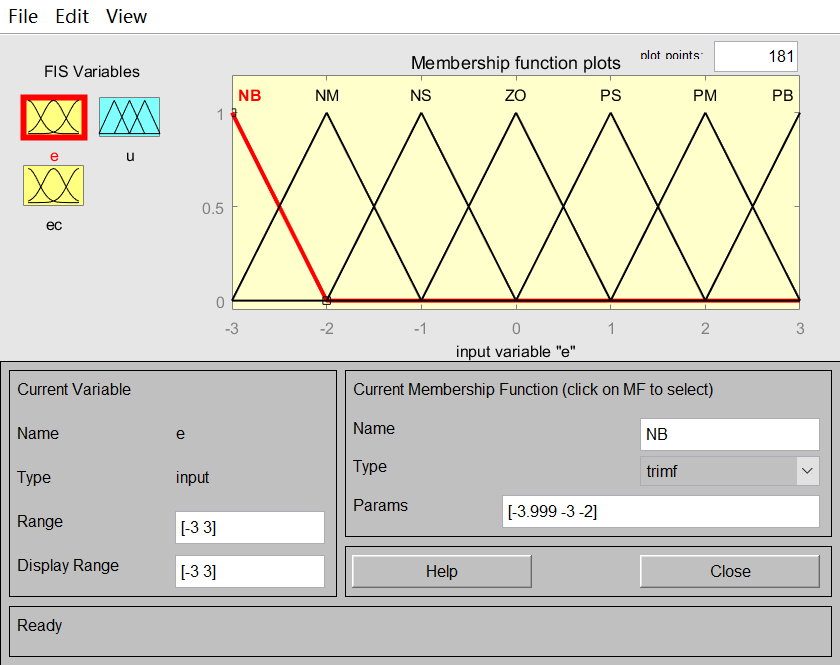 File Edit View
FIS Variables
Membership function plots
plot points:
181
e
u
ec
NB NM NS ZO PS PM PB
1
0.5
0
-3 -2 -1 0 1 2 3
input variable "e"
Current Variable
Name e
Type input
Range [-3 3]
Display Range [-3 3]
Current Membership Function (click on MF to select)
Name NB
Type trimf
Params [-3.999 -3 -2]
Help Close
Ready